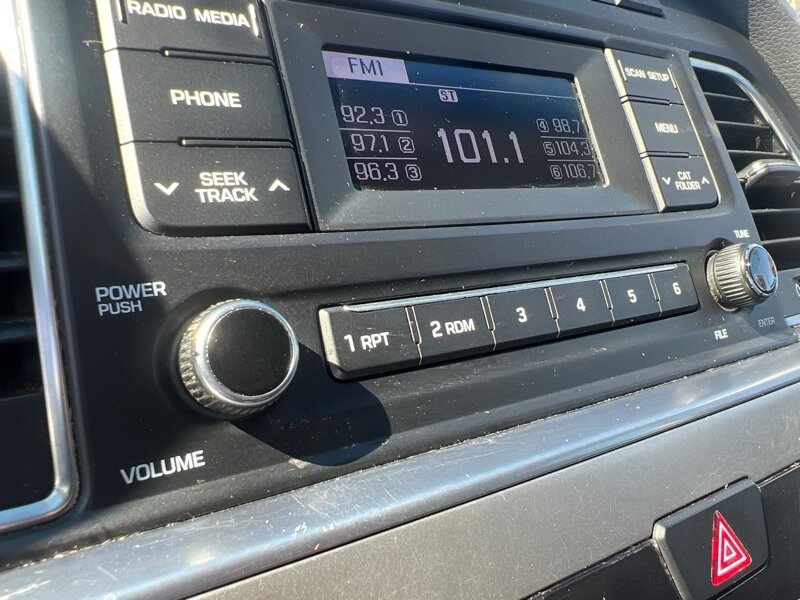 RADIO MEDIA
PHONE
SEEK
TRACK
FM1
ST
92.3 1
97.1 2
96.3 3
101.1
4 98.7
5 104.3
6 106.7
SCAN SETUP
MENU
CAT
FOLDER
POWER
PUSH
VOLUME
1 RPT
2 RDM
3
4
5
6
TUNE
FILE
ENTER